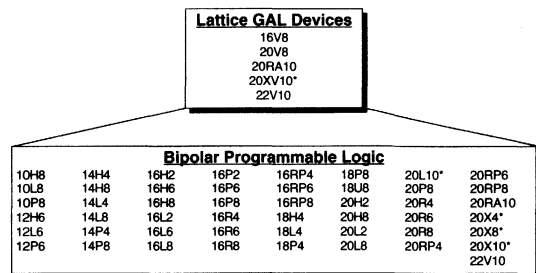 Lattice GAL Devices
16V8
20V8
20RA10
20XV10*
22V10
Bipolar Programmable Logic
10H8 14H4 16H2 16P2 16RP4 18P8 20L10* 20RP6
10L8 14H8 16H6 16P6 16RP6 18U8 20P8 20RP8
10P8 14L4 16H8 16P8 16RP8 20H2 20R4 20RA10
12H6 14L8 16L2 16R4 18H4 20H8 20R6 20X4*
12L6 14P4 16L6 16R6 18L4 20L2 20R8 20X8*
12P6 14P8 16L8 16R8 18P4 20L8 20RP4 20X10*
22V10